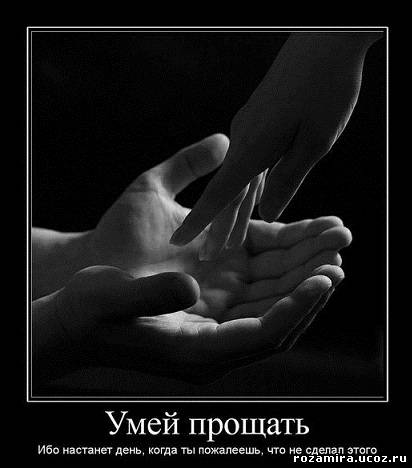 Умей прощать
Ибо настанет день, когда ты пожалеешь, что не сделал этого
rozamira.ucoz.ru